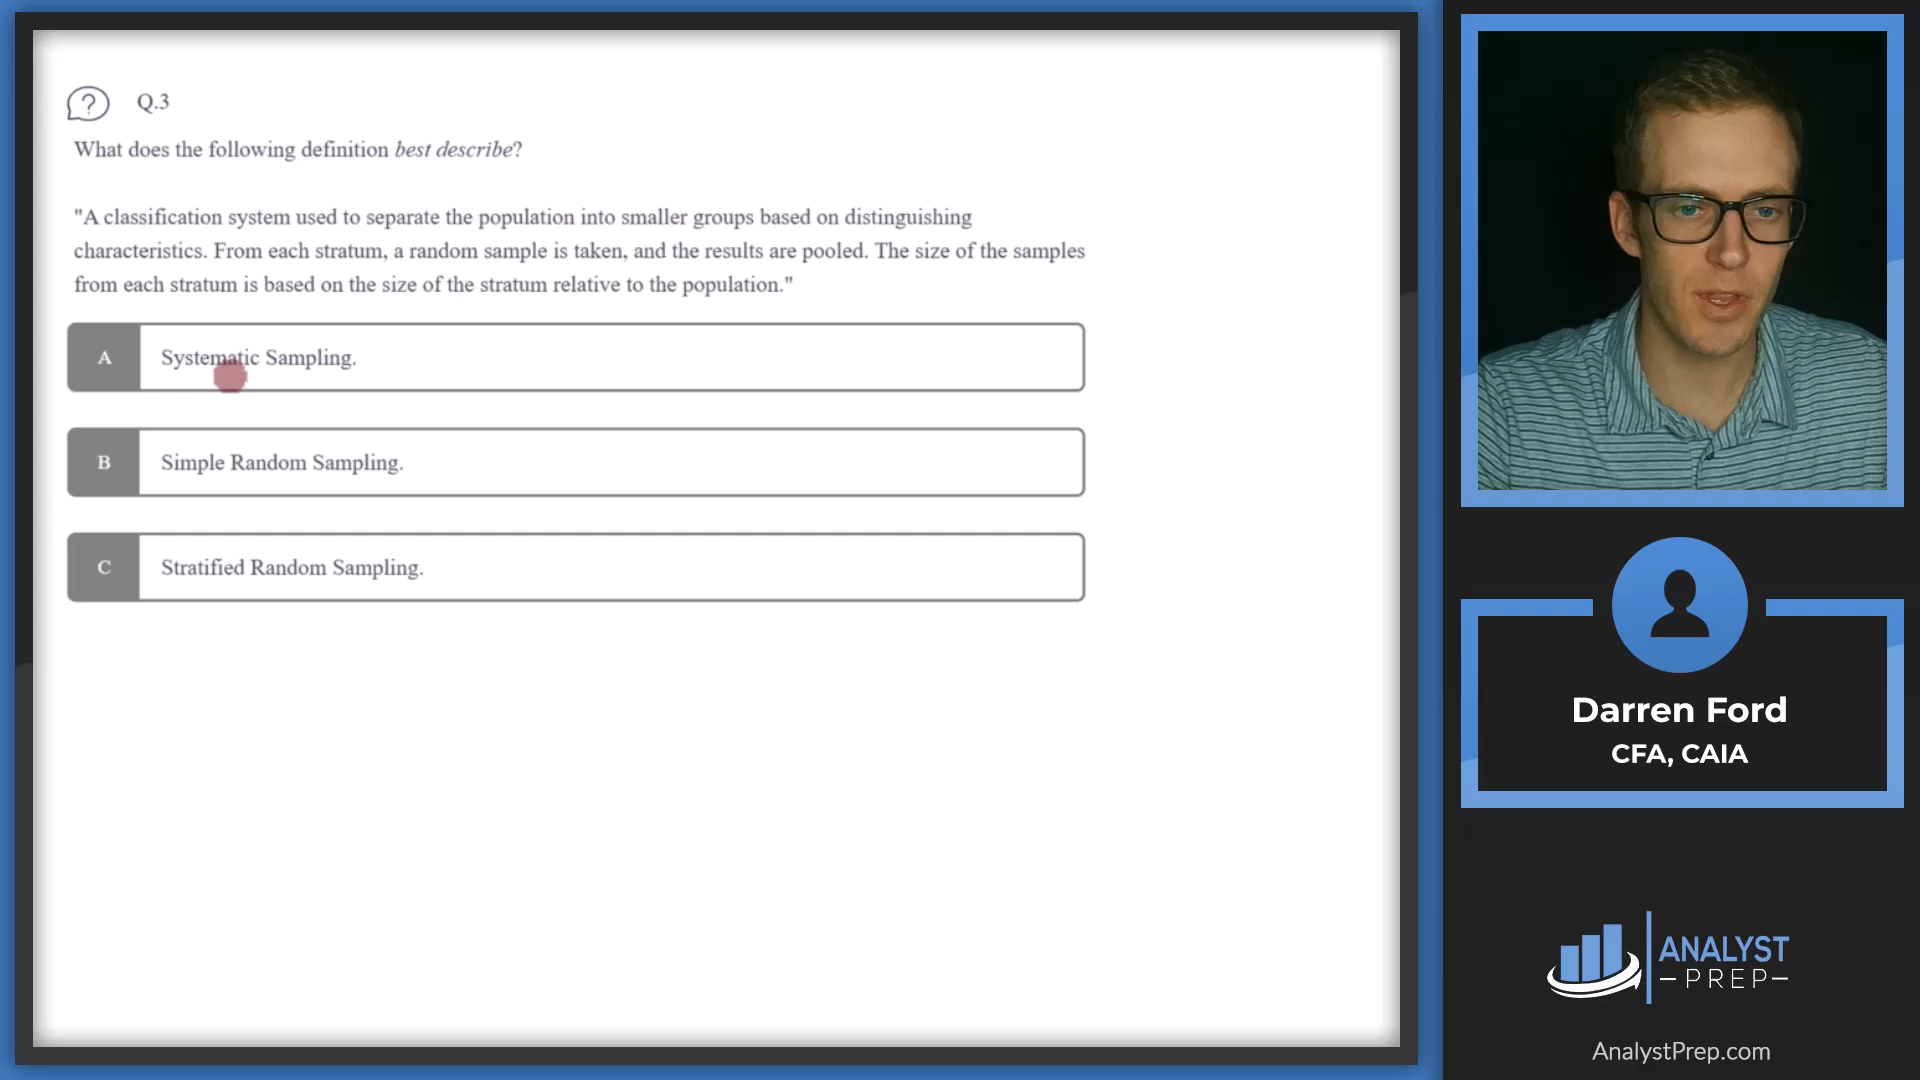 ?
Q.3
What does the following definition best describe?
"A classification system used to separate the population into smaller groups based on distinguishing
characteristics. From each stratum, a random sample is taken, and the results are pooled. The size of the samples
from each stratum is based on the size of the stratum relative to the population."
A
Systematic Sampling.
B
Simple Random Sampling.
C
Stratified Random Sampling.
Darren Ford
CFA, CAIA
ANALYST
PREP
AnalystPrep.com